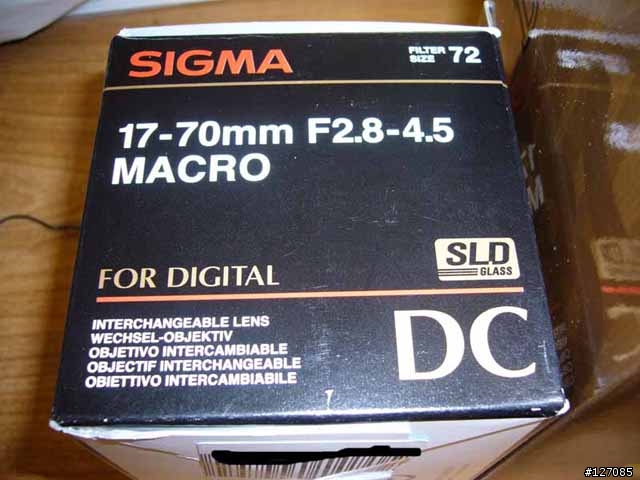 SIGMA
FILTER SIZE 72
17-70mm F2.8-4.5
MACRO
SLD
GLASS
FOR DIGITAL
DC
INTERCHANGEABLE LENS
WECHSEL-OBJEKTIV
OBJETIVO INTERCAMBIABLE
OBJECTIF INTERCHANGEABLE
OBIETTIVO INTERCAMBIABILE
#127085